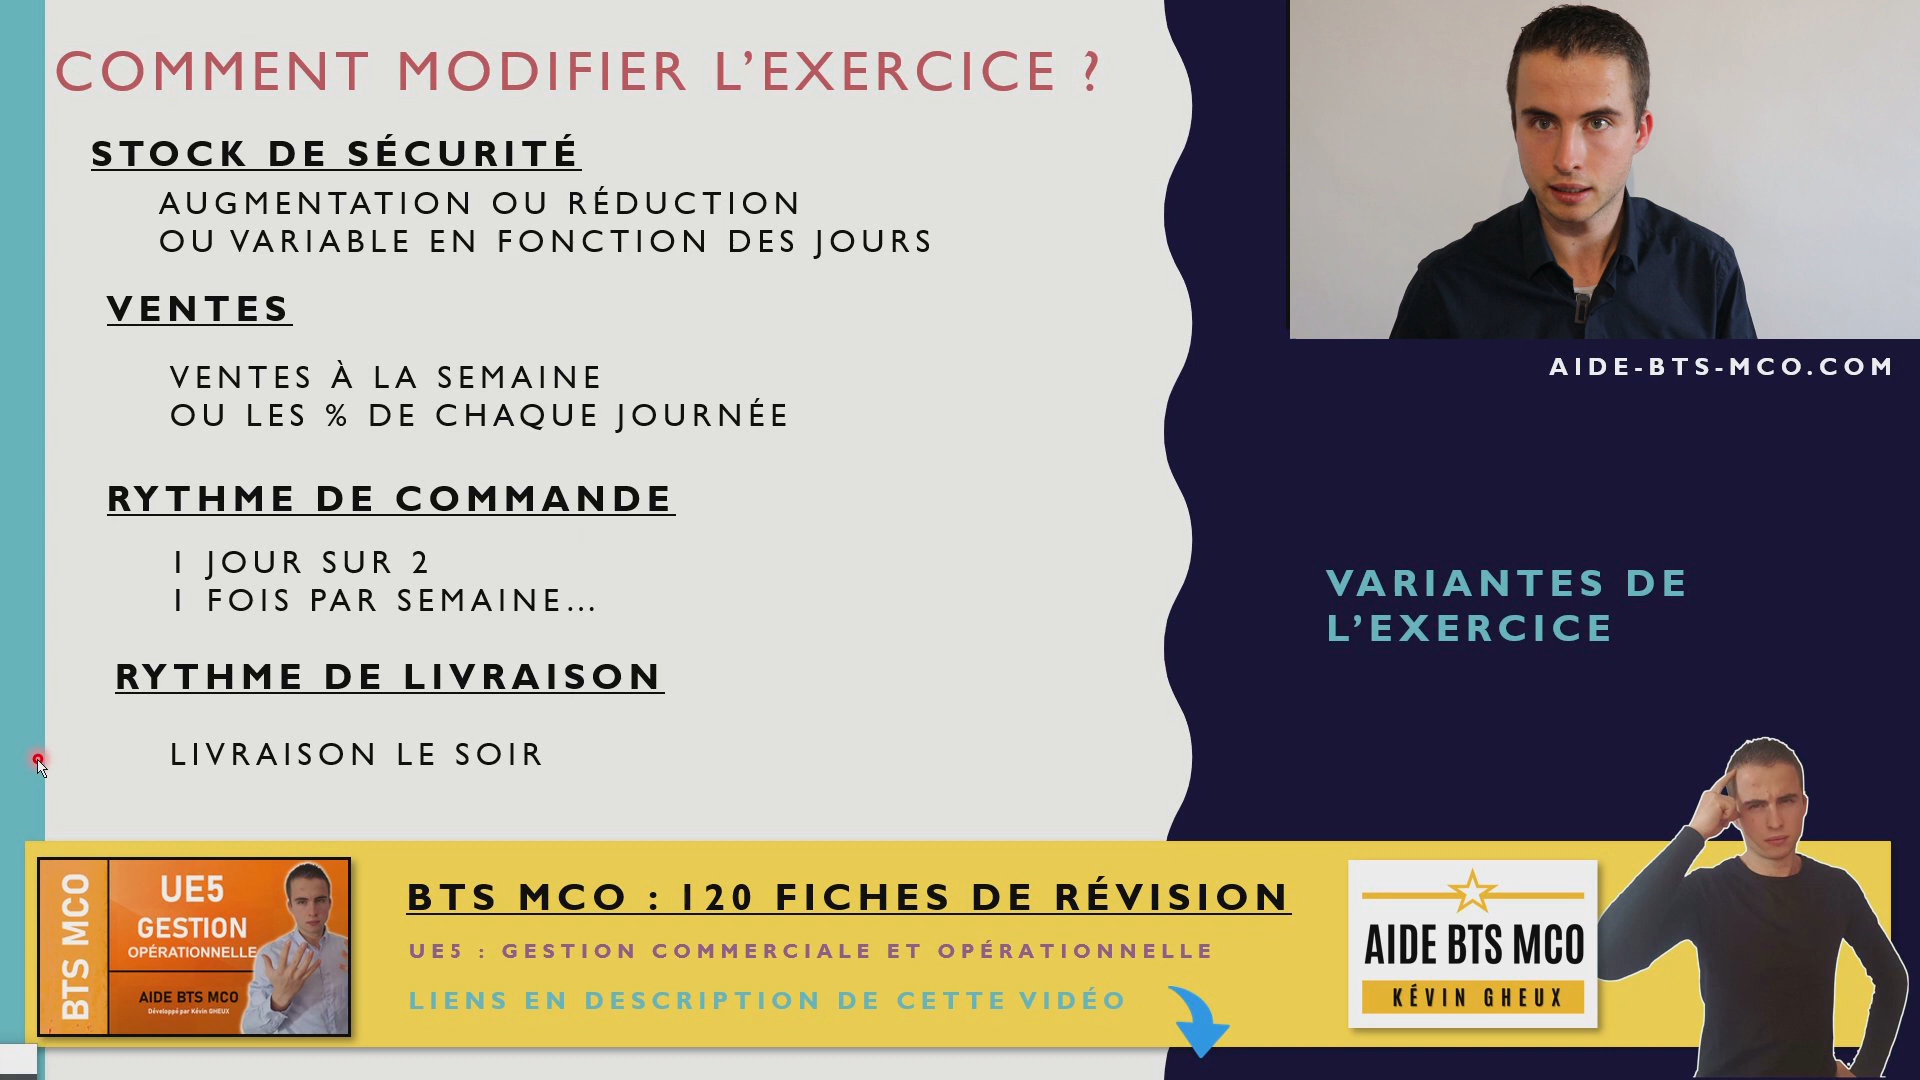 COMMENT MODIFIER L’EXERCICE ?
STOCK DE SÉCURITÉ
AUGMENTATION OU RÉDUCTION
OU VARIABLE EN FONCTION DES JOURS
VENTES
VENTES À LA SEMAINE
OU LES % DE CHAQUE JOURNÉE
RYTHME DE COMMANDE
1 JOUR SUR 2
1 FOIS PAR SEMAINE…
RYTHME DE LIVRAISON
LIVRAISON LE SOIR
AIDE-BTS-MCO.COM
VARIANTES DE
L’EXERCICE
BTS MCO
UE5
GESTION
OPÉRATIONNELLE
AIDE BTS MCO
Développé par Kévin GHEUX
BTS MCO : 120 FICHES DE RÉVISION
UE5 : GESTION COMMERCIALE ET OPÉRATIONNELLE
LIENS EN DESCRIPTION DE CETTE VIDÉO
AIDE BTS MCO
KÉVIN GHEUX